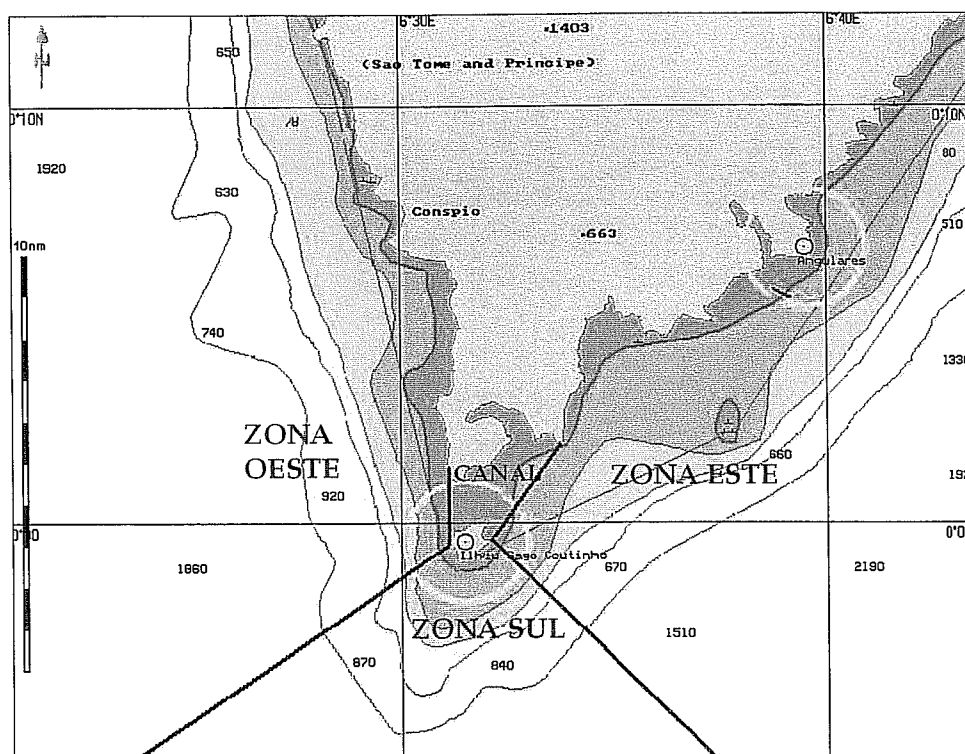 6°30E
6°40E
•1403
650
(Sao Tome and Principe)
0°10N
0°10N
1920
80
630
Conspio
•663
510
10nm
Angulares
740
1330
ZONA
OESTE
CANAL
ZONA ESTE
660
920
0°00
Ilheu Gago Coutinho
1860
670
2190
ZONA SUL
1510
870
840